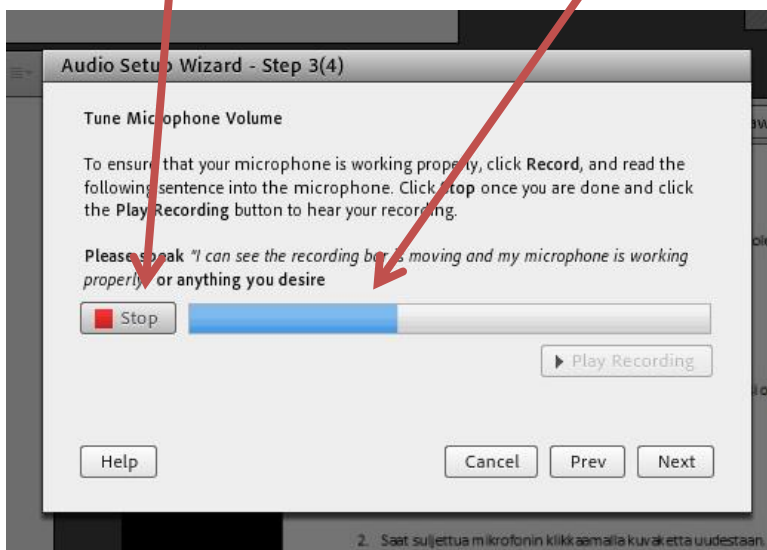 Audio Setup Wizard - Step 3(4)
Tune Microphone Volume
To ensure that your microphone is working properly, click Record, and read the
following sentence into the microphone. Click Stop once you are done and click
the Play Recording button to hear your recording.
Please speak "I can see the recording bar is moving and my microphone is working
properly" or anything you desire
Stop
Play Recording
Help
Cancel
Prev
Next
2. Saat suljettua mikrofonin klikkaamalla kuvaketta uudestaan.